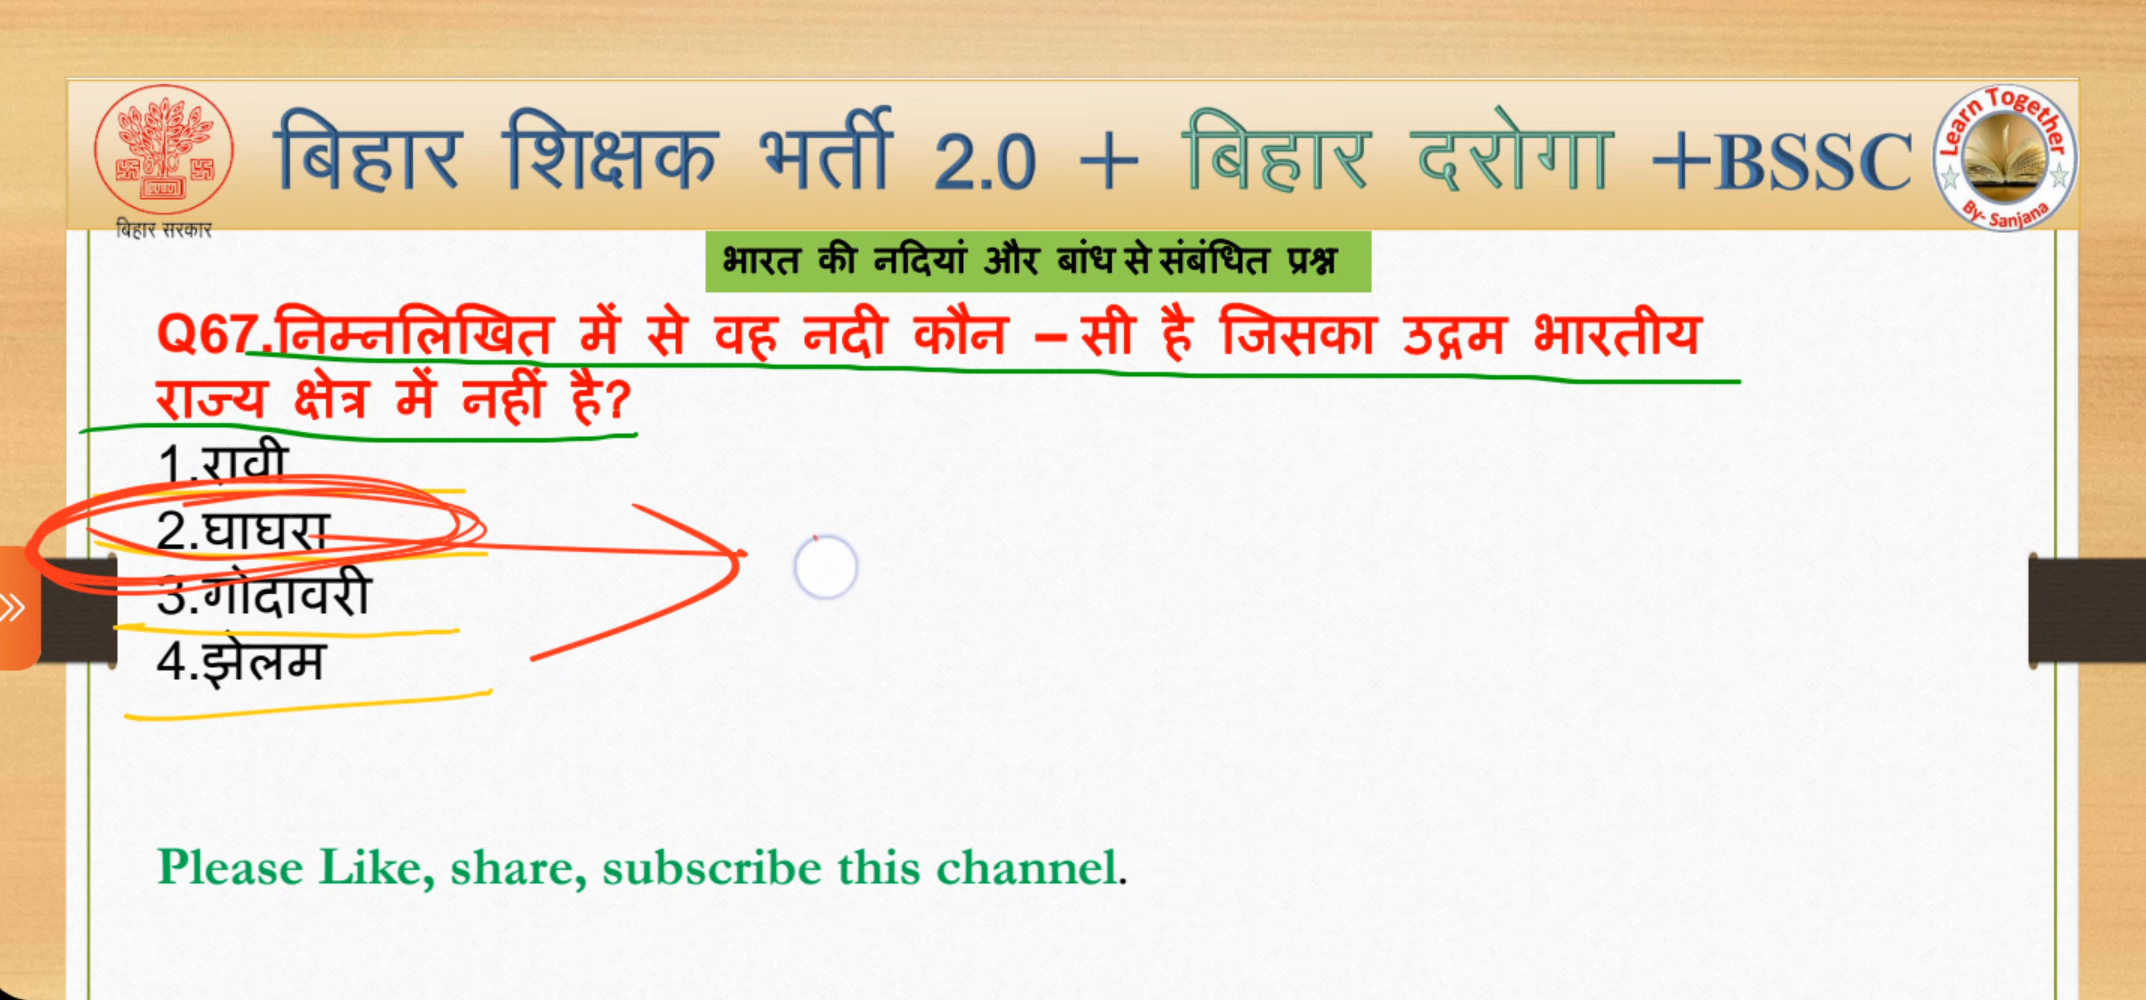 बिहार शिक्षक भर्ती 2.0 + बिहार दरोगा +BSSC
Learn Together
By- Sanjana
बिहार सरकार
भारत की नदियां और बांध से संबंधित प्रश्न
Q67.निम्नलिखित में से वह नदी कौन – सी है जिसका उद्गम भारतीय
राज्य क्षेत्र में नहीं है?
1.रावी
2.घाघरा
3.गोदावरी
4.झेलम
Please Like, share, subscribe this channel.